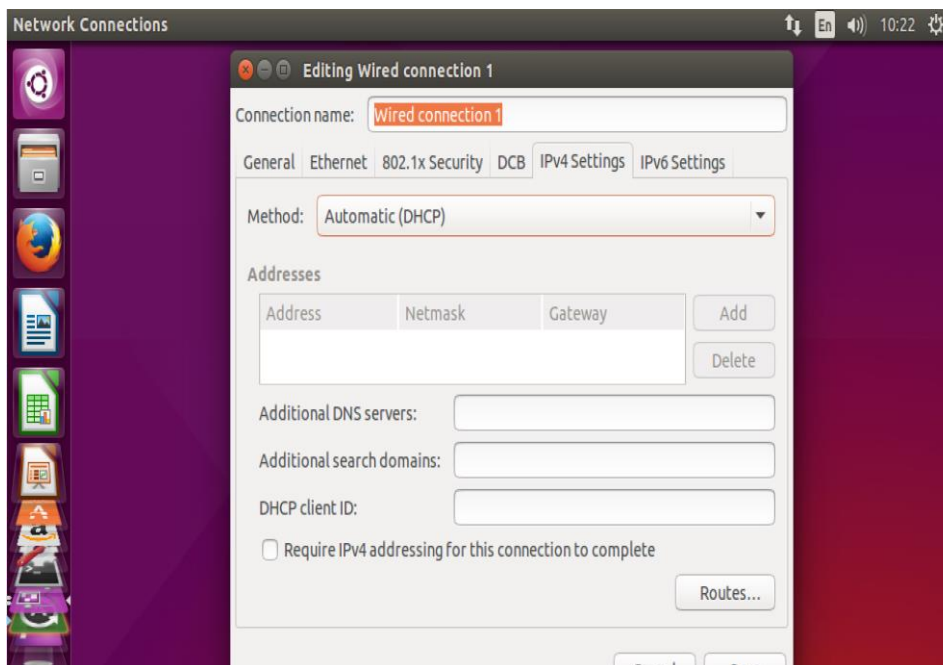 Network Connections En 10:22
Editing Wired connection 1
Connection name: Wired connection 1
General Ethernet 802.1x Security DCB IPv4 Settings IPv6 Settings
Method: Automatic (DHCP)
Addresses
Address Netmask Gateway Add
Delete
Additional DNS servers:
Additional search domains:
DHCP client ID:
Require IPv4 addressing for this connection to complete
Routes...